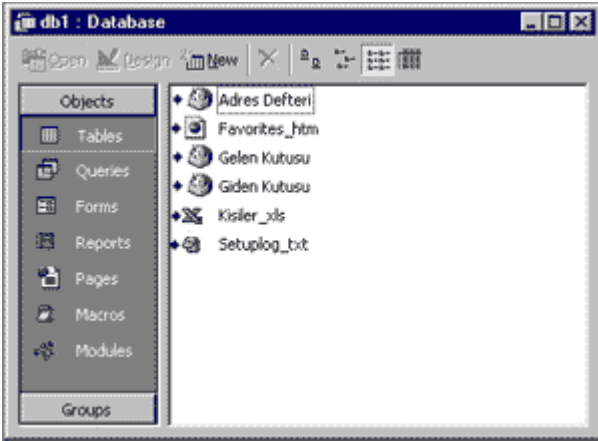 db1 : Database
Open Design New
Objects
Tables
Queries
Forms
Reports
Pages
Macros
Modules
Groups
Adres Defteri
Favorites_htm
Gelen Kutusu
Giden Kutusu
Kisiler_xls
Setuplog_txt